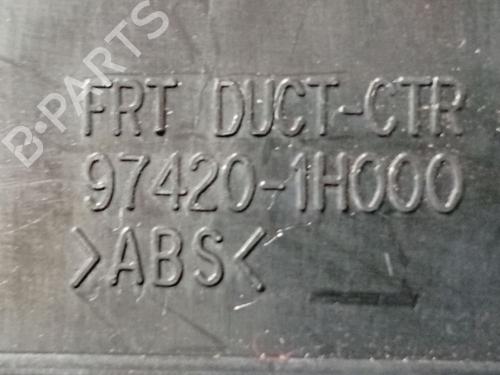 B-PARTS
FRT DUCT-CTR
97420-1H000
>ABS<